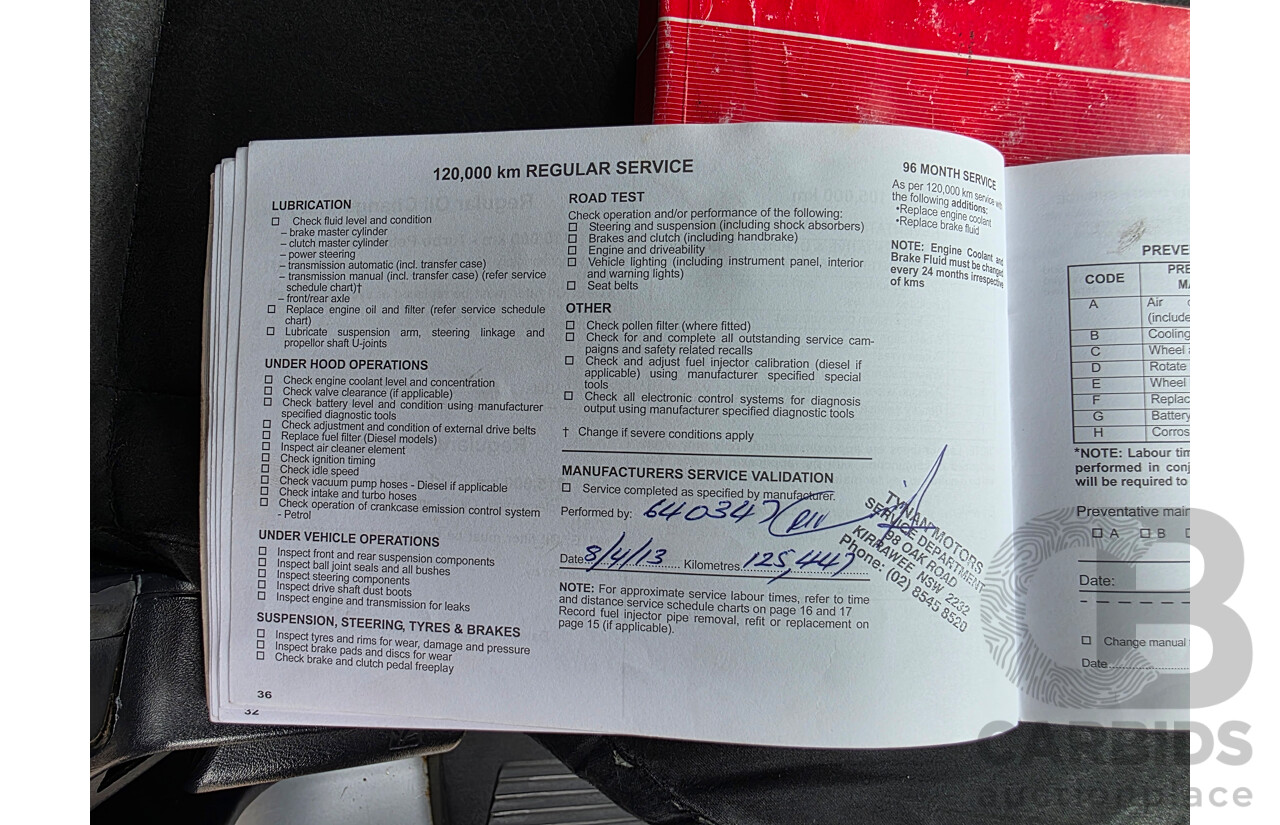 120,000 km REGULAR SERVICE
LUBRICATION
Check fluid level and condition
– brake master cylinder
– clutch master cylinder
– power steering
– transmission automatic (incl. transfer case)
– transmission manual (incl. transfer case) (refer service
schedule chart)†
– front/rear axle
Replace engine oil and filter (refer service schedule
chart)
Lubricate suspension arm, steering linkage and
propellor shaft U-joints
UNDER HOOD OPERATIONS
Check engine coolant level and concentration
Check valve clearance (if applicable)
Check battery level and condition using manufacturer
specified diagnostic tools
Check adjustment and condition of external drive belts
Replace fuel filter (Diesel models)
Inspect air cleaner element
Check ignition timing
Check idle speed
Check vacuum pump hoses - Diesel if applicable
Check intake and turbo hoses
Check operation of crankcase emission control system
- Petrol
UNDER VEHICLE OPERATIONS
Inspect front and rear suspension components
Inspect ball joint seals and all bushes
Inspect steering components
Inspect drive shaft dust boots
Inspect engine and transmission for leaks
SUSPENSION, STEERING, TYRES & BRAKES
Inspect tyres and rims for wear, damage and pressure
Inspect brake pads and discs for wear
Check brake and clutch pedal freeplay
36
32
ROAD TEST
Check operation and/or performance of the following:
Steering and suspension (including shock absorbers)
Brakes and clutch (including handbrake)
Engine and driveability
Vehicle lighting (including instrument panel, interior
and warning lights)
Seat belts
OTHER
Check pollen filter (where fitted)
Check for and complete all outstanding service cam-
paigns and safety related recalls
Check and adjust fuel injector calibration (diesel if
applicable) using manufacturer specified special
tools
Check all electronic control systems for diagnosis
output using manufacturer specified diagnostic tools
† Change if severe conditions apply
MANUFACTURERS SERVICE VALIDATION
Service completed as specified by manufacturer.
Performed by: 640347
Date: 8/4/13 Kilometres 125,447
NOTE: For approximate service labour times, refer to time
and distance service schedule charts on page 16 and 17
Record fuel injector pipe removal, refit or replacement on
page 15 (if applicable).
TYNAN MOTORS
SERVICE DEPARTMENT
98 OAK ROAD
KIRRAWEE NSW 2232
Phone: (02) 8545 8520
96 MONTH SERVICE
As per 120,000 km service with
the following additions:
•Replace engine coolant
•Replace brake fluid
NOTE: Engine Coolant and
Brake Fluid must be changed
every 24 months irrespective
of kms
PREVE
CODE PRE
MA
A Air
(include
B Cooling
C Wheel
D Rotate
E Wheel
F Replac
G Battery
H Corros
*NOTE: Labour tim
performed in conj
will be required to
Preventative mair
A B
Date:
Change manual
Date
CB
CARBIDS
auctionplace